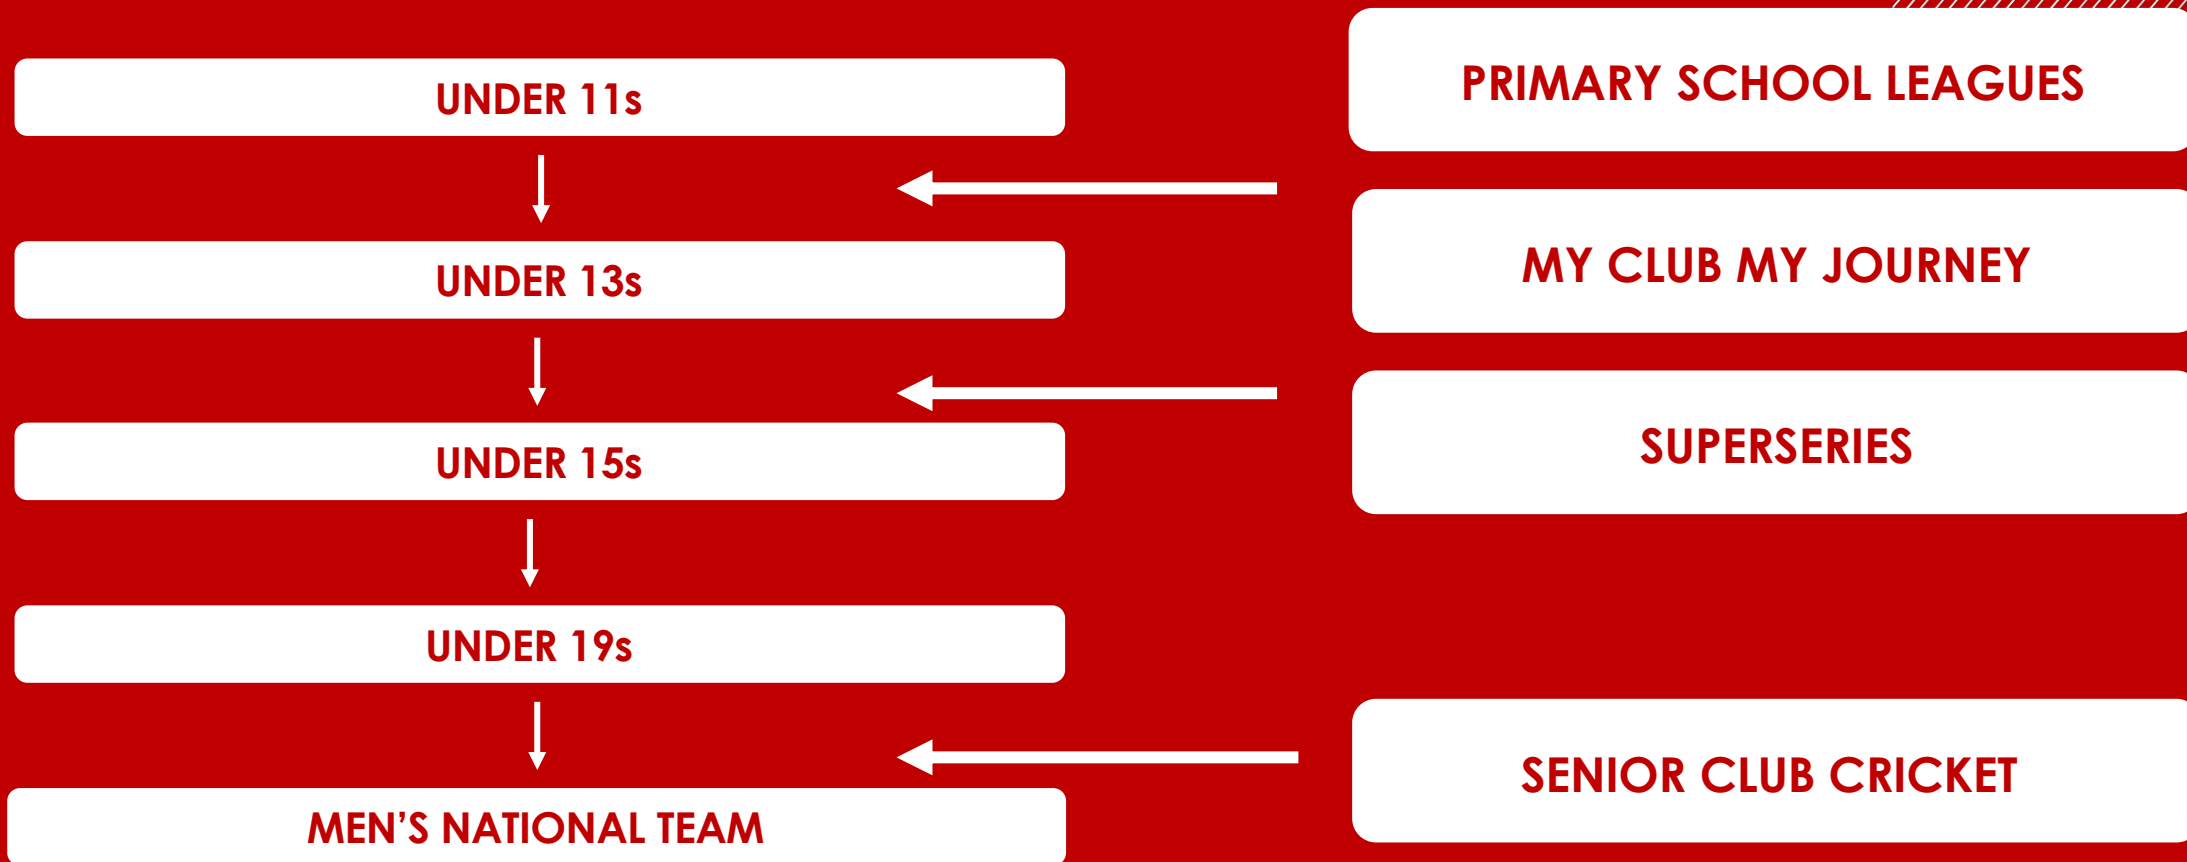 UNDER 11s
UNDER 13s
UNDER 15s
UNDER 19s
MEN’S NATIONAL TEAM
PRIMARY SCHOOL LEAGUES
MY CLUB MY JOURNEY
SUPERSERIES
SENIOR CLUB CRICKET